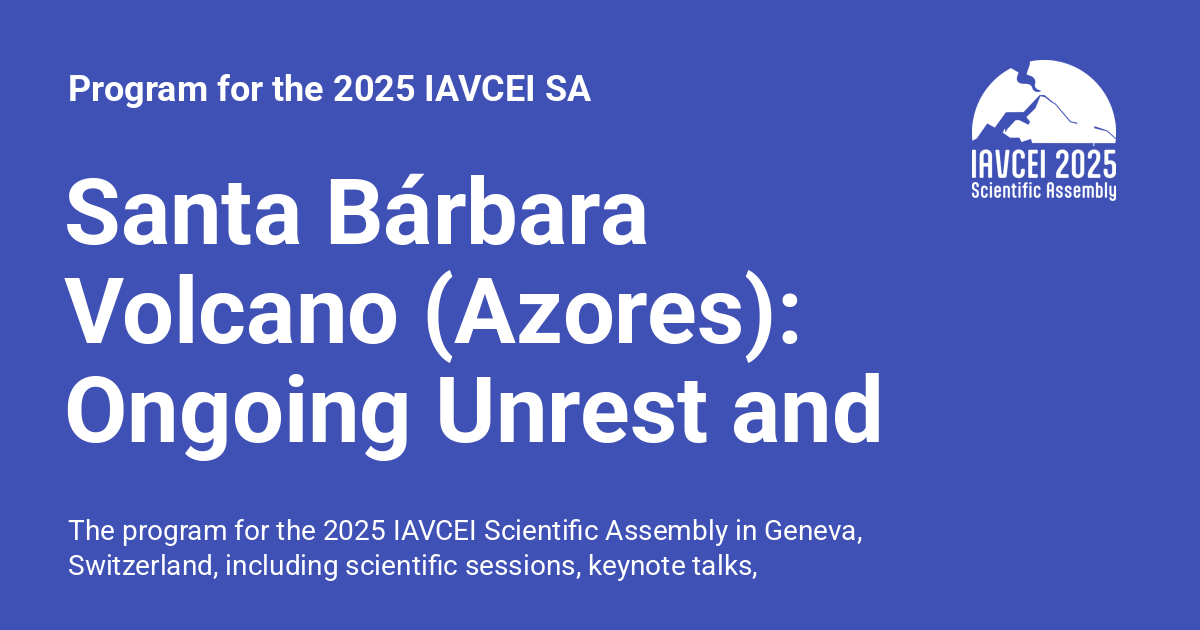 Program for the 2025 IAVCEI SA
IAVCEI 2025
Scientific Assembly
Santa Bárbara
Volcano (Azores):
Ongoing Unrest and
The program for the 2025 IAVCEI Scientific Assembly in Geneva,
Switzerland, including scientific sessions, keynote talks,